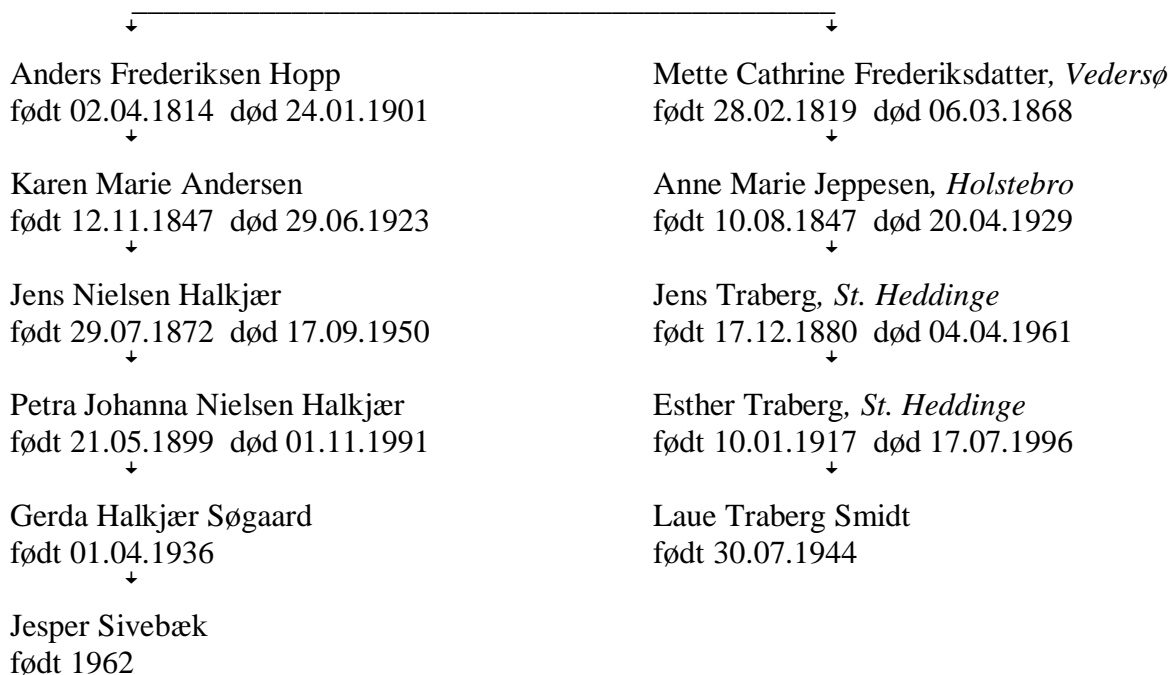 Anders Frederiksen Hopp
født 02.04.1814 død 24.01.1901
Karen Marie Andersen
født 12.11.1847 død 29.06.1923
Jens Nielsen Halkjær
født 29.07.1872 død 17.09.1950
Petra Johanna Nielsen Halkjær
født 21.05.1899 død 01.11.1991
Gerda Halkjær Søgaard
født 01.04.1936
Jesper Sivebæk
født 1962
Mette Cathrine Frederiksdatter, Vedersø
født 28.02.1819 død 06.03.1868
Anne Marie Jeppesen, Holstebro
født 10.08.1847 død 20.04.1929
Jens Traberg, St. Heddinge
født 17.12.1880 død 04.04.1961
Esther Traberg, St. Heddinge
født 10.01.1917 død 17.07.1996
Laue Traberg Smidt
født 30.07.1944